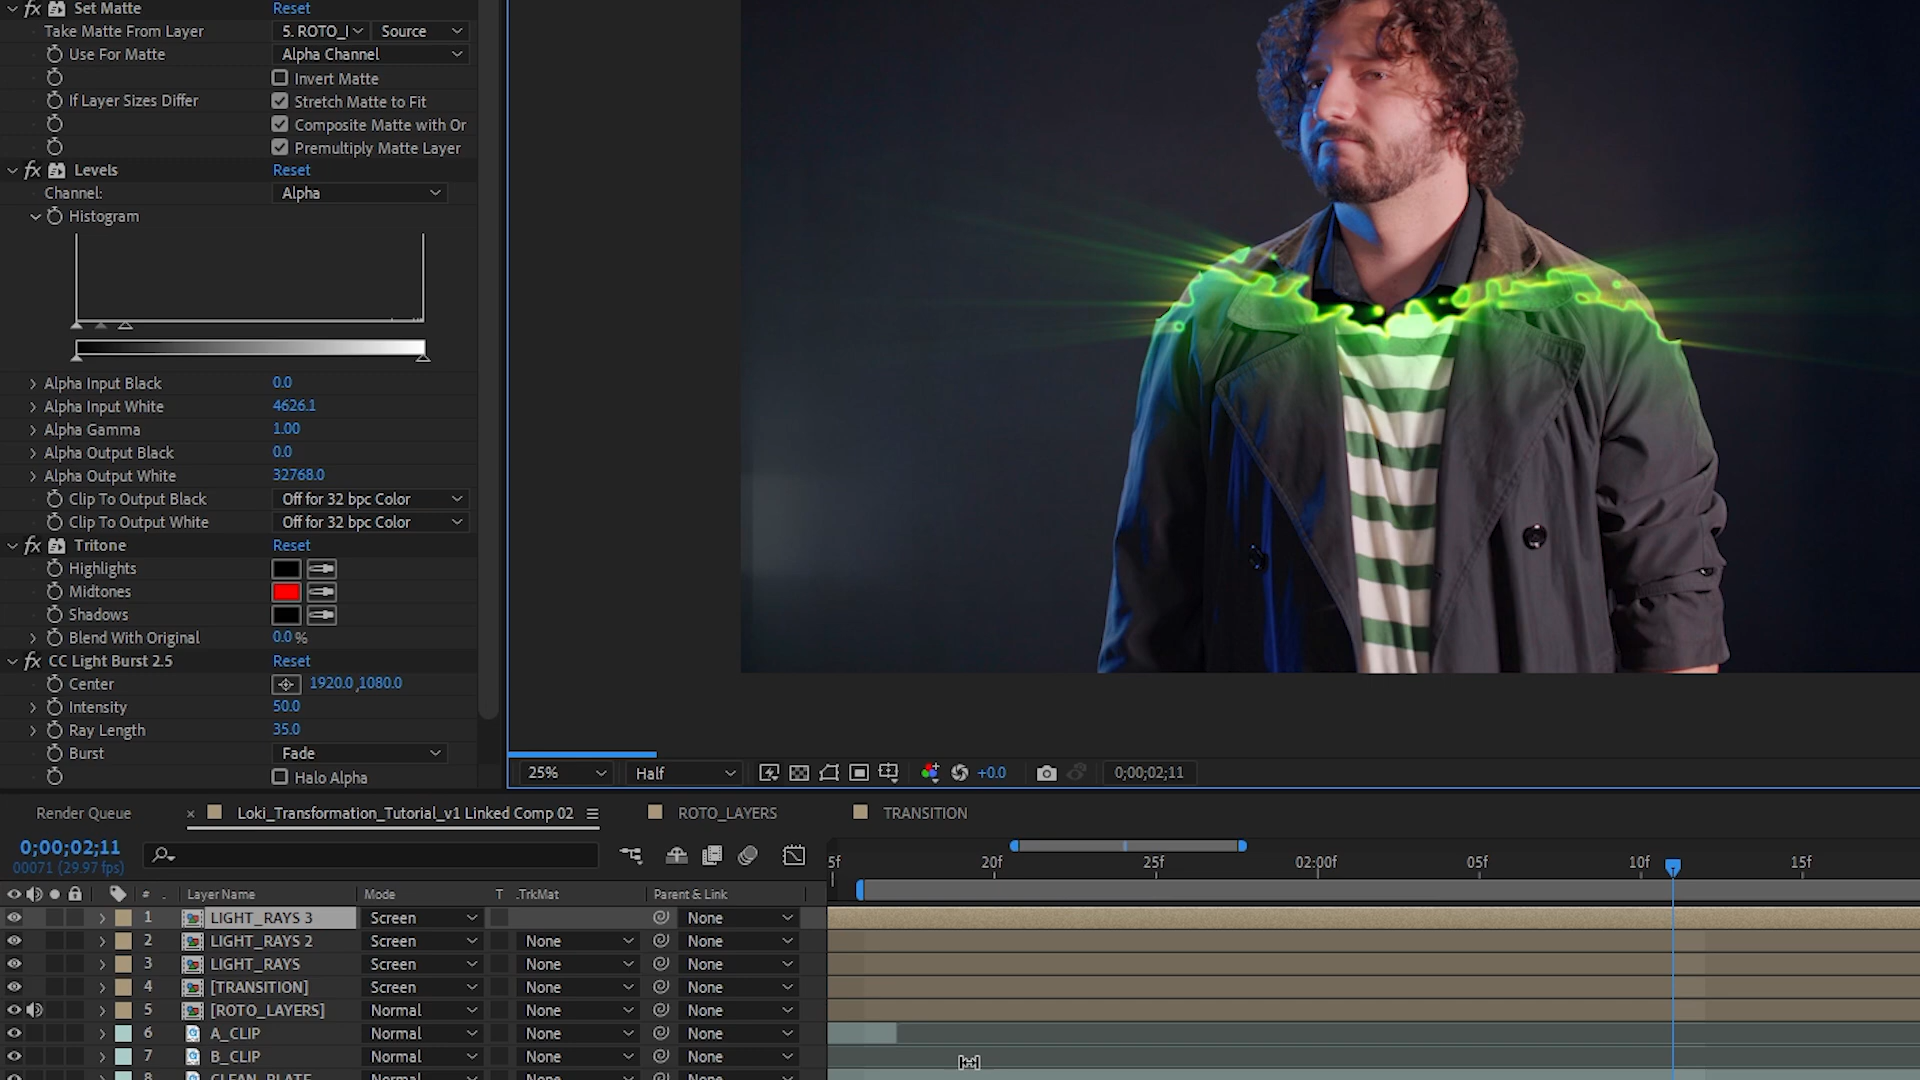 Set Matte Reset
Take Matte From Layer 5. ROTO_I Source
Use For Matte Alpha Channel
Invert Matte
If Layer Sizes Differ Stretch Matte to Fit
Composite Matte with Or
Premultiply Matte Layer
fx Levels Reset
Channel: Alpha
Histogram
Alpha Input Black 0.0
Alpha Input White 4626.1
Alpha Gamma 1.00
Alpha Output Black 0.0
Alpha Output White 32768.0
Clip To Output Black Off for 32 bpc Color
Clip To Output White Off for 32 bpc Color
fx Tritone Reset
Highlights
Midtones
Shadows
Blend With Original 0.0 %
fx CC Light Burst 2.5 Reset
Center 1920.0,1080.0
Intensity 50.0
Ray Length 35.0
Burst Fade
Halo Alpha
25% Half +0.0 0;00;02;11
Render Queue × Loki_Transformation_Tutorial_v1 Linked Comp 02 ROTO_LAYERS TRANSITION
0;00;02;11
00071 (29.97 fps)
5f 20f 25f 02:00f 05f 10f 15f
# Layer Name Mode T .TrkMat Parent & Link
1 LIGHT_RAYS 3 Screen None
2 LIGHT_RAYS 2 Screen None None
3 LIGHT_RAYS Screen None None
4 [TRANSITION] Screen None None
5 [ROTO_LAYERS] Normal None None
6 A_CLIP Normal None None
7 B_CLIP Normal None None
8 CLEAN_PLATE Normal None None